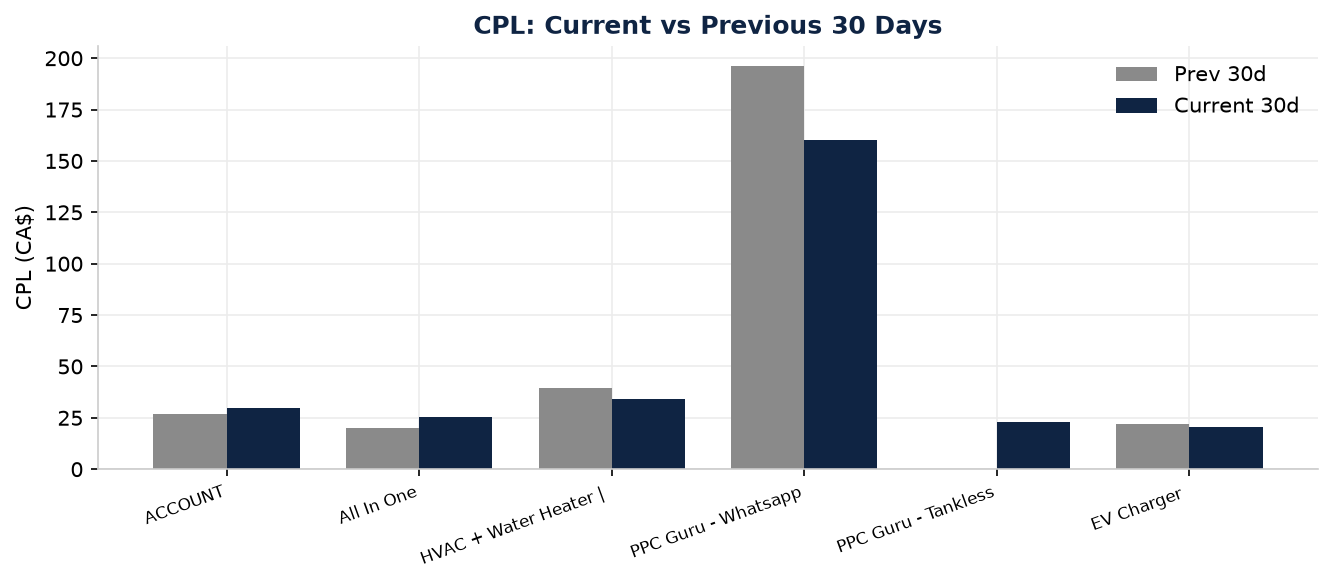 CPL: Current vs Previous 30 Days
Prev 30d
Current 30d
CPL (CA$)
200
175
150
125
100
75
50
25
0
ACCOUNT
All In One
HVAC + Water Heater |
PPC Guru - Whatsapp
PPC Guru - Tankless
EV Charger